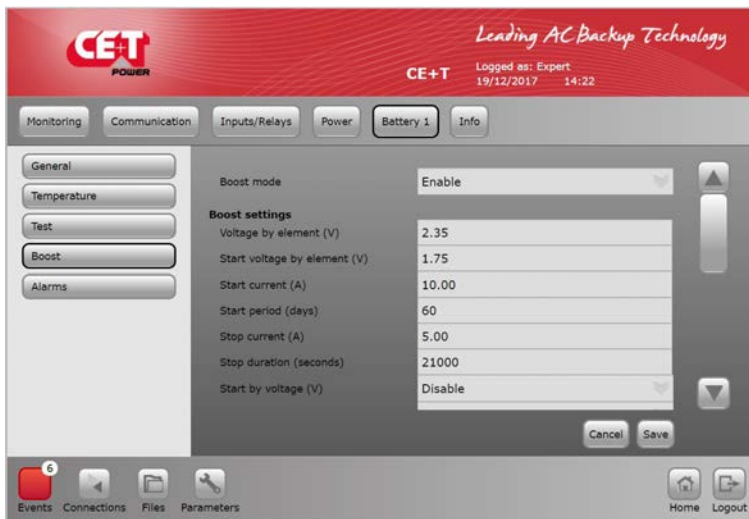 CE+T
POWER
Leading AC Backup Technology
CE+T
Logged as: Expert
19/12/2017 14:22
Monitoring Communication Inputs/Relays Power Battery 1 Info
General
Temperature
Test
Boost
Alarms
Boost mode Enable
Boost settings
Voltage by element (V) 2.35
Start voltage by element (V) 1.75
Start current (A) 10.00
Start period (days) 60
Stop current (A) 5.00
Stop duration (seconds) 21000
Start by voltage (V) Disable
Cancel Save
6
Events Connections Files Parameters Home Logout